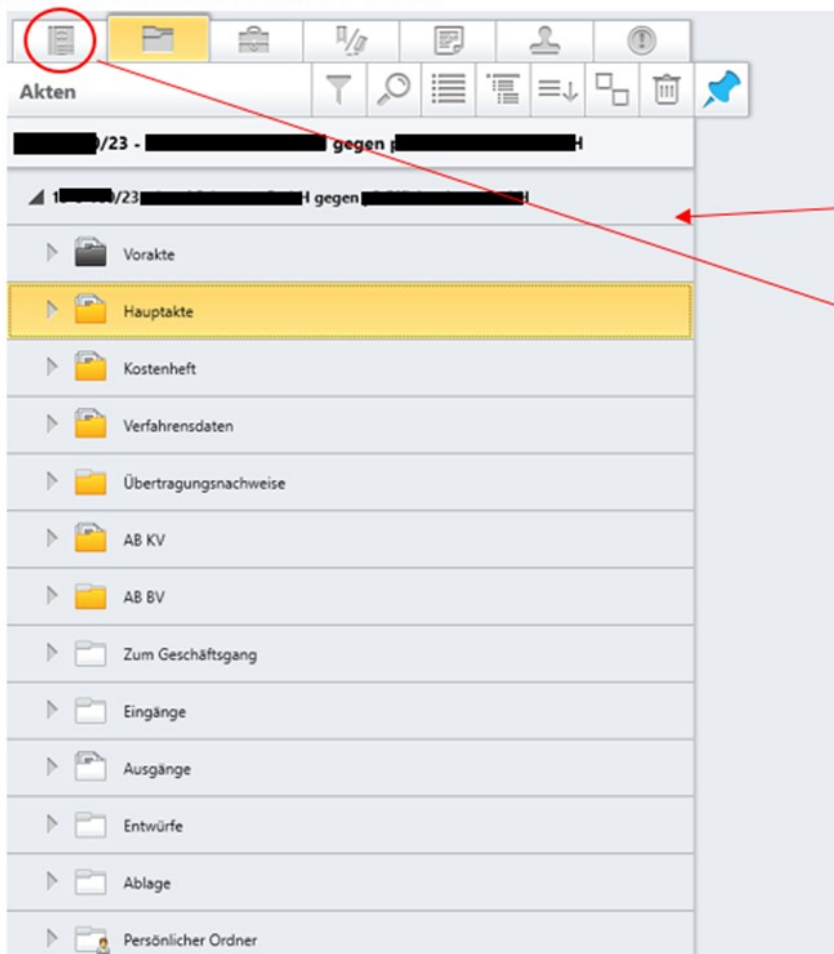 Akten
/23 - gegen
/23 gegen
Vorakte
Hauptakte
Kostenheft
Verfahrensdaten
Übertragungsnachweise
AB KV
AB BV
Zum Geschäftsgang
Eingänge
Ausgänge
Entwürfe
Ablage
Persönlicher Ordner